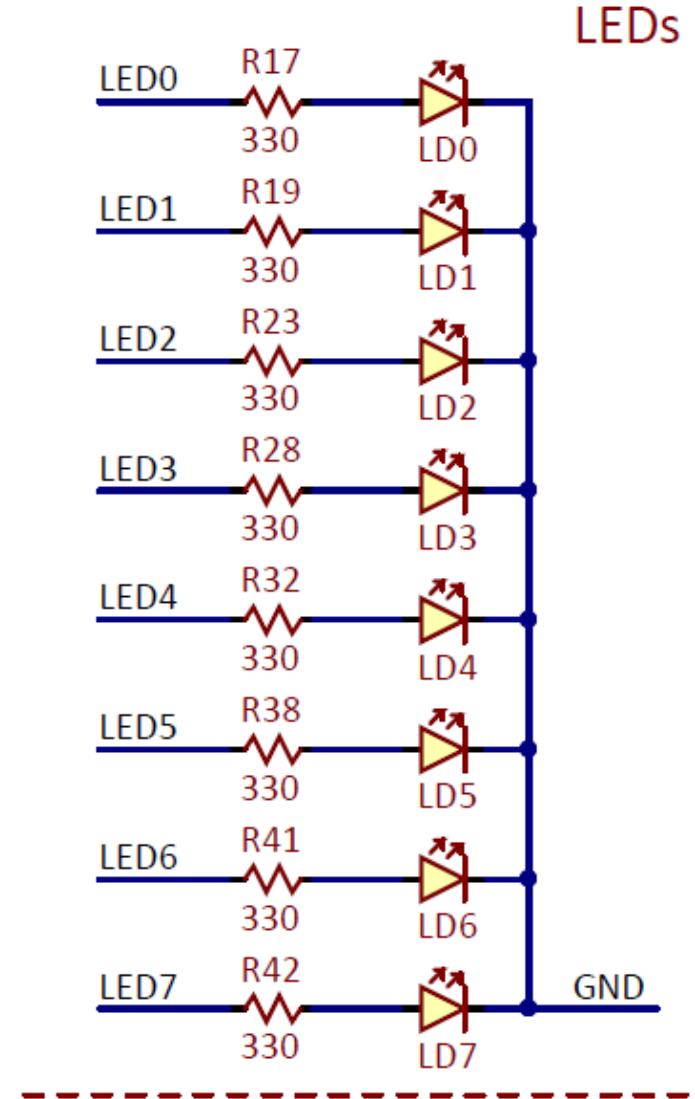 LEDs
R17
LED0
330
LD0
R19
LED1
330
LD1
R23
LED2
330
LD2
R28
LED3
330
LD3
R32
LED4
330
LD4
R38
LED5
330
LD5
R41
LED6
330
LD6
R42
LED7
GND
330
LD7